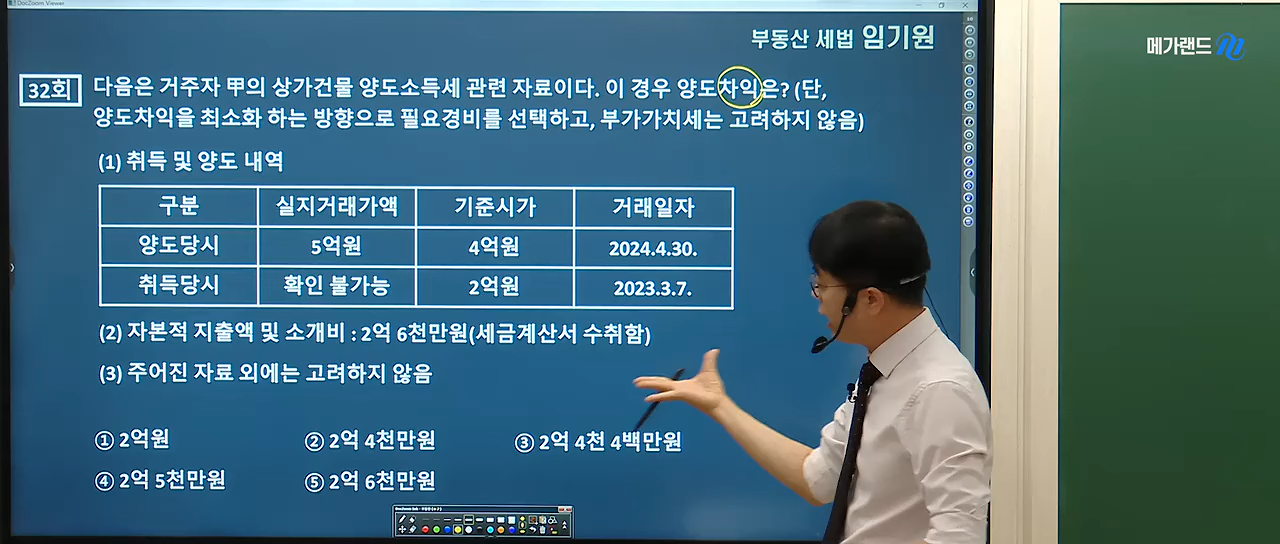 DocZoom Viewer
부동산 세법 임기원
메가랜드
32회
다음은 거주자 甲의 상가건물 양도소득세 관련 자료이다. 이 경우 양도차익은? (단,
양도차익을 최소화 하는 방향으로 필요경비를 선택하고, 부가가치세는 고려하지 않음)
(1) 취득 및 양도 내역
구분 실지거래가액 기준시가 거래일자
양도당시 5억원 4억원 2024.4.30.
취득당시 확인 불가능 2억원 2023.3.7.
(2) 자본적 지출액 및 소개비 : 2억 6천만원(세금계산서 수취함)
(3) 주어진 자료 외에는 고려하지 않음
① 2억원 ② 2억 4천만원 ③ 2억 4천 4백만원
④ 2억 5천만원 ⑤ 2억 6천만원